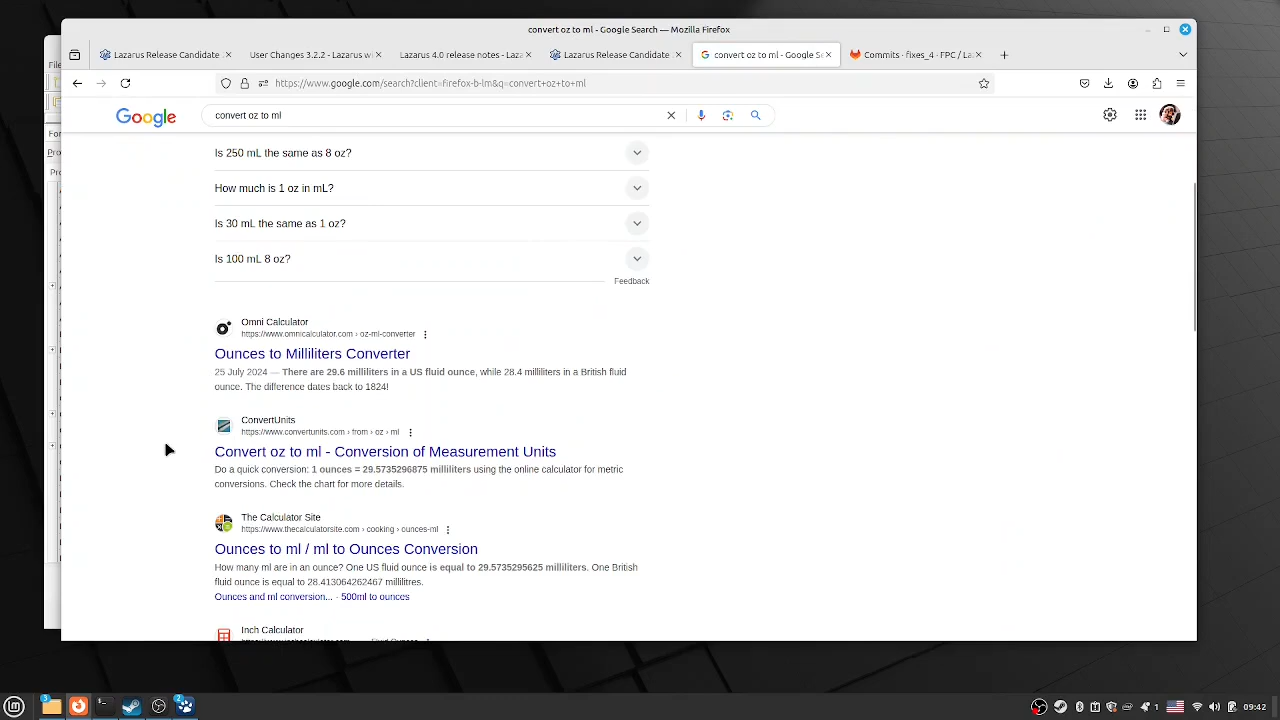 convert oz to ml - Google Search — Mozilla Firefox
Lazarus Release Candidate
User Changes 3.2.2 - Lazarus wi
Lazarus 4.0 release notes - Laza
Lazarus Release Candidate
convert oz to ml - Google Se
Commits · fixes_4 · FPC / La
https://www.google.com/search?client=firefox-b-lm&q=convert+oz+to+ml
File
For
Pro
Pro
Google
convert oz to ml
Is 250 mL the same as 8 oz?
How much is 1 oz in mL?
Is 30 mL the same as 1 oz?
Is 100 mL 8 oz?
Feedback
Omni Calculator
https://www.omnicalculator.com › oz-ml-converter
Ounces to Milliliters Converter
25 July 2024 — There are 29.6 milliliters in a US fluid ounce, while 28.4 milliliters in a British fluid
ounce. The difference dates back to 1824!
ConvertUnits
https://www.convertunits.com › from › oz › ml
Convert oz to ml - Conversion of Measurement Units
Do a quick conversion: 1 ounces = 29.5735296875 milliliters using the online calculator for metric
conversions. Check the chart for more details.
The Calculator Site
https://www.thecalculatorsite.com › cooking › ounces-ml
Ounces to ml / ml to Ounces Conversion
How many ml are in an ounce? One US fluid ounce is equal to 29.5735295625 milliliters. One British
fluid ounce is equal to 28.413064262467 millilitres.
Ounces and ml conversion... · 500ml to ounces
Inch Calculator
3
2
1
09:42